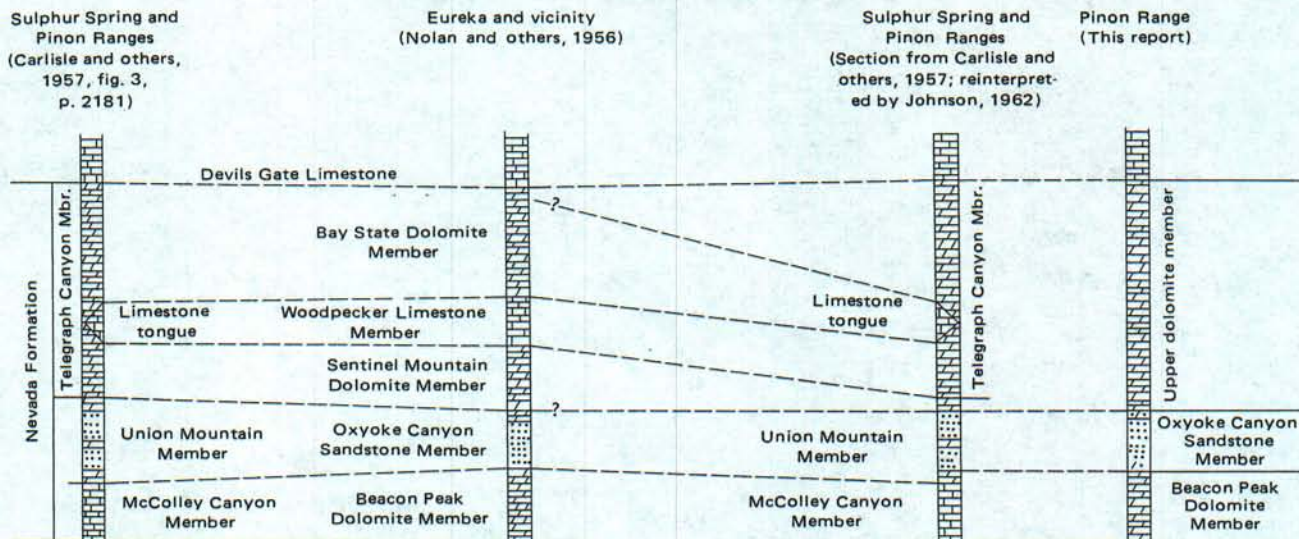 Sulphur Spring and
Pinon Ranges
(Carlisle and others,
1957, fig. 3,
p. 2181)
Eureka and vicinity
(Nolan and others, 1956)
Sulphur Spring and
Pinon Ranges
(Section from Carlisle and
others, 1957; reinterpret-
ed by Johnson, 1962)
Pinon Range
(This report)
Nevada Formation
Telegraph Canyon Mbr.
Devils Gate Limestone
Bay State Dolomite
Member
?
Limestone
tongue
Woodpecker Limestone
Member
Limestone
tongue
Sentinel Mountain
Dolomite Member
?
Telegraph Canyon Mbr.
Upper dolomite member
Union Mountain
Member
Oxyoke Canyon
Sandstone Member
Union Mountain
Member
Oxyoke Canyon
Sandstone
Member
McColley Canyon
Member
Beacon Peak
Dolomite Member
McColley Canyon
Member
Beacon Peak
Dolomite
Member